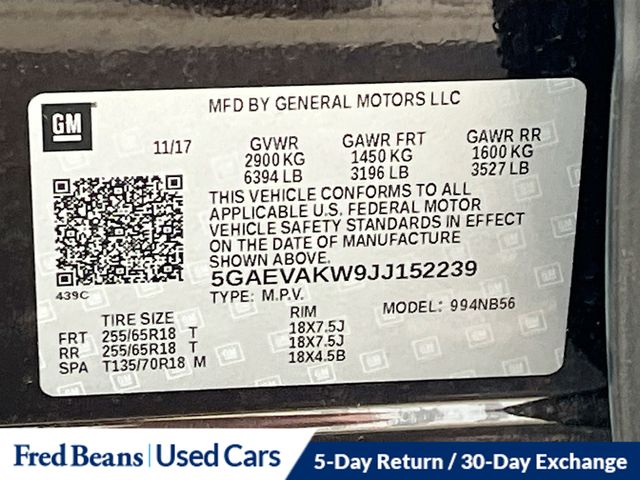 GM
MFD BY GENERAL MOTORS LLC
11/17 GVWR GAWR FRT GAWR RR
2900 KG 1450 KG 1600 KG
6394 LB 3196 LB 3527 LB
THIS VEHICLE CONFORMS TO ALL
APPLICABLE U.S. FEDERAL MOTOR
VEHICLE SAFETY STANDARDS IN EFFECT
ON THE DATE OF MANUFACTURE
SHOWN ABOVE.
439C
5GAEVAKW9JJ152239
TYPE: M.P.V. MODEL: 994NB56
TIRE SIZE RIM
FRT 255/65R18 T 18X7.5J
RR 255/65R18 T 18X7.5J
SPA T135/70R18 M 18X4.5B
Fred Beans Used Cars 5-Day Return / 30-Day Exchange